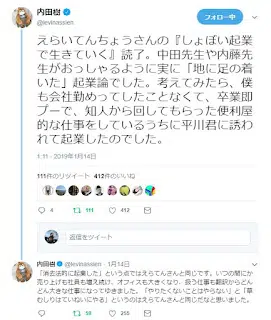 内田樹
@levinassien
フォロー中
えらいてんちょうさんの『しょぼい起業
で生きていく』読了。中田先生や内藤先
生がおっしゃるように実に「地に足の着
いた」起業論でした。考えてみたら、僕
も会社勤めってしたことなくて、卒業即
プーで、知人から回してもらった便利屋
的な仕事をしているうちに平川君に誘わ
れて起業したのでした。
1:11 - 2019年1月14日
111件のリツイート 412件のいいね
4
111
412
返信をツイート
内田樹 @levinassien · 1月14日
「消去法的に起業した」という点ではえらてんさんと同じです。いつの間にか
売り上げも社員も増え続け、オフィスも大きくなり、扱う仕事も翻訳からどん
どん大きな仕事になってゆきました。「やりたくないことはやらない」と「草
むしりはていねいにやる」というのはえらてんさんと同じだなと思いました。
58
255